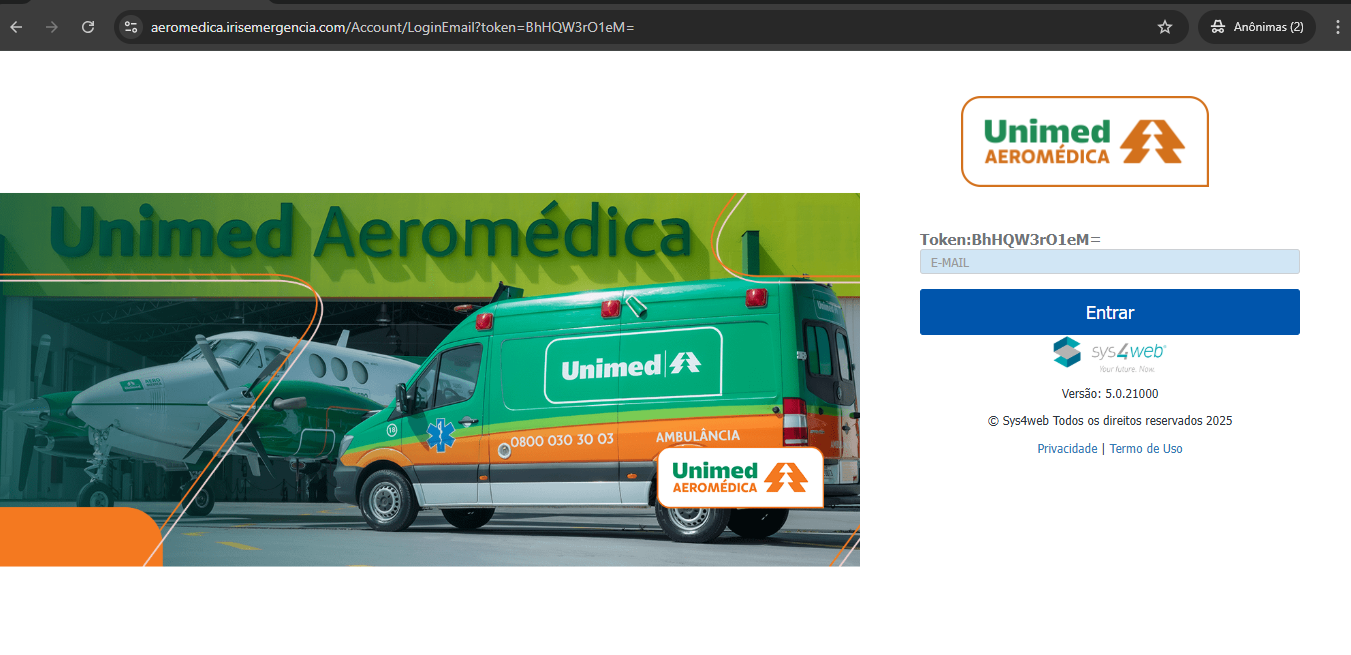 aeromedica.irisemergencia.com/Account/LoginEmail?token=BhHQW3rO1eM=
Anônimas (2)
Unimed
AEROMÉDICA
Unimed Aeromédica
Token:BhHQW3rO1eM=
E-MAIL
Entrar
Unimed
sys4web
Your future. Now.
Versão: 5.0.21000
© Sys4web Todos os direitos reservados 2025
18
0800 030 30 03
AMBULÂNCIA
Privacidade | Termo de Uso
Unimed
AEROMÉDICA